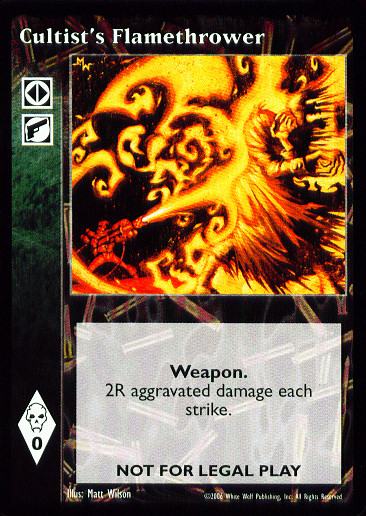 Cultist's Flamethrower
MW
Weapon.
2R aggravated damage each
strike.
0
NOT FOR LEGAL PLAY
Illus: Matt Wilson
©2006 White Wolf Publishing, Inc. All Rights Reserved